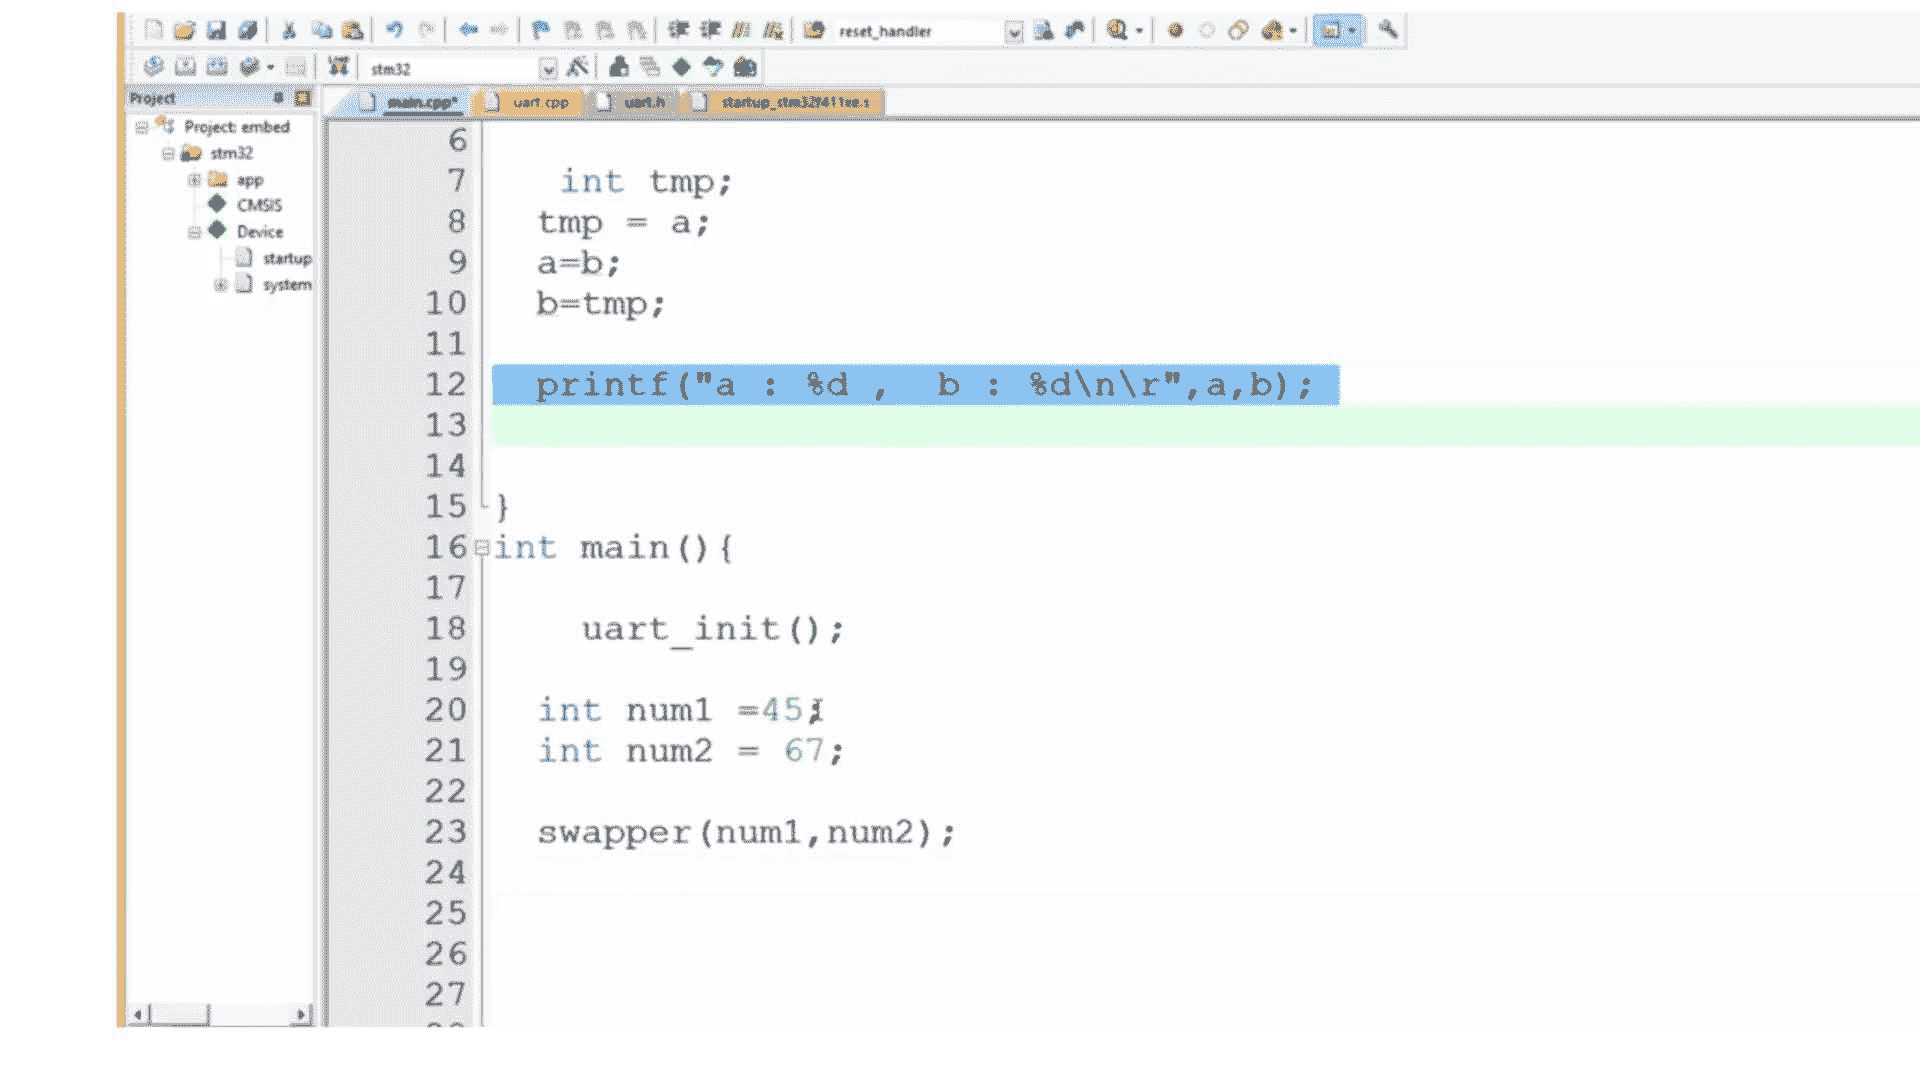 reset_handler
stm32
Project
main.cpp* uart.cpp uart.h startup_stm32f411xe.s
Project: embed
stm32
app
CMSIS
Device
startup
system
6
7 int tmp;
8 tmp = a;
9 a=b;
10 b=tmp;
11
12 printf("a : %d , b : %d\n\r",a,b);
13
14
15 }
16 int main(){
17
18 uart_init();
19
20 int num1 =45;
21 int num2 = 67;
22
23 swapper(num1,num2);
24
25
26
27